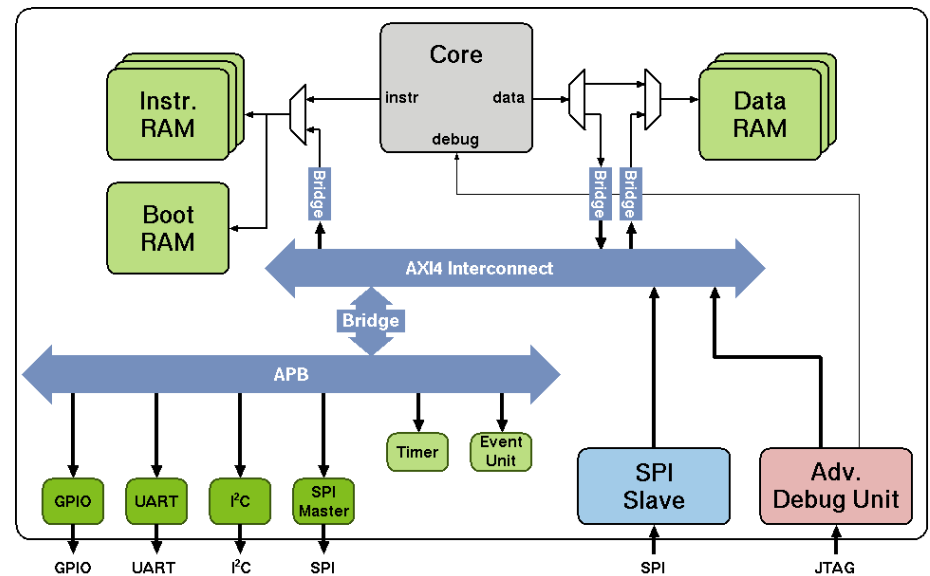 Core
instr
data
debug
Instr.
RAM
Data
RAM
Boot
RAM
Bridge
Bridge
Bridge
AXI4 Interconnect
Bridge
APB
Timer
Event
Unit
GPIO
UART
I²C
SPI
Master
SPI
Slave
Adv.
Debug Unit
GPIO
UART
I²C
SPI
SPI
JTAG